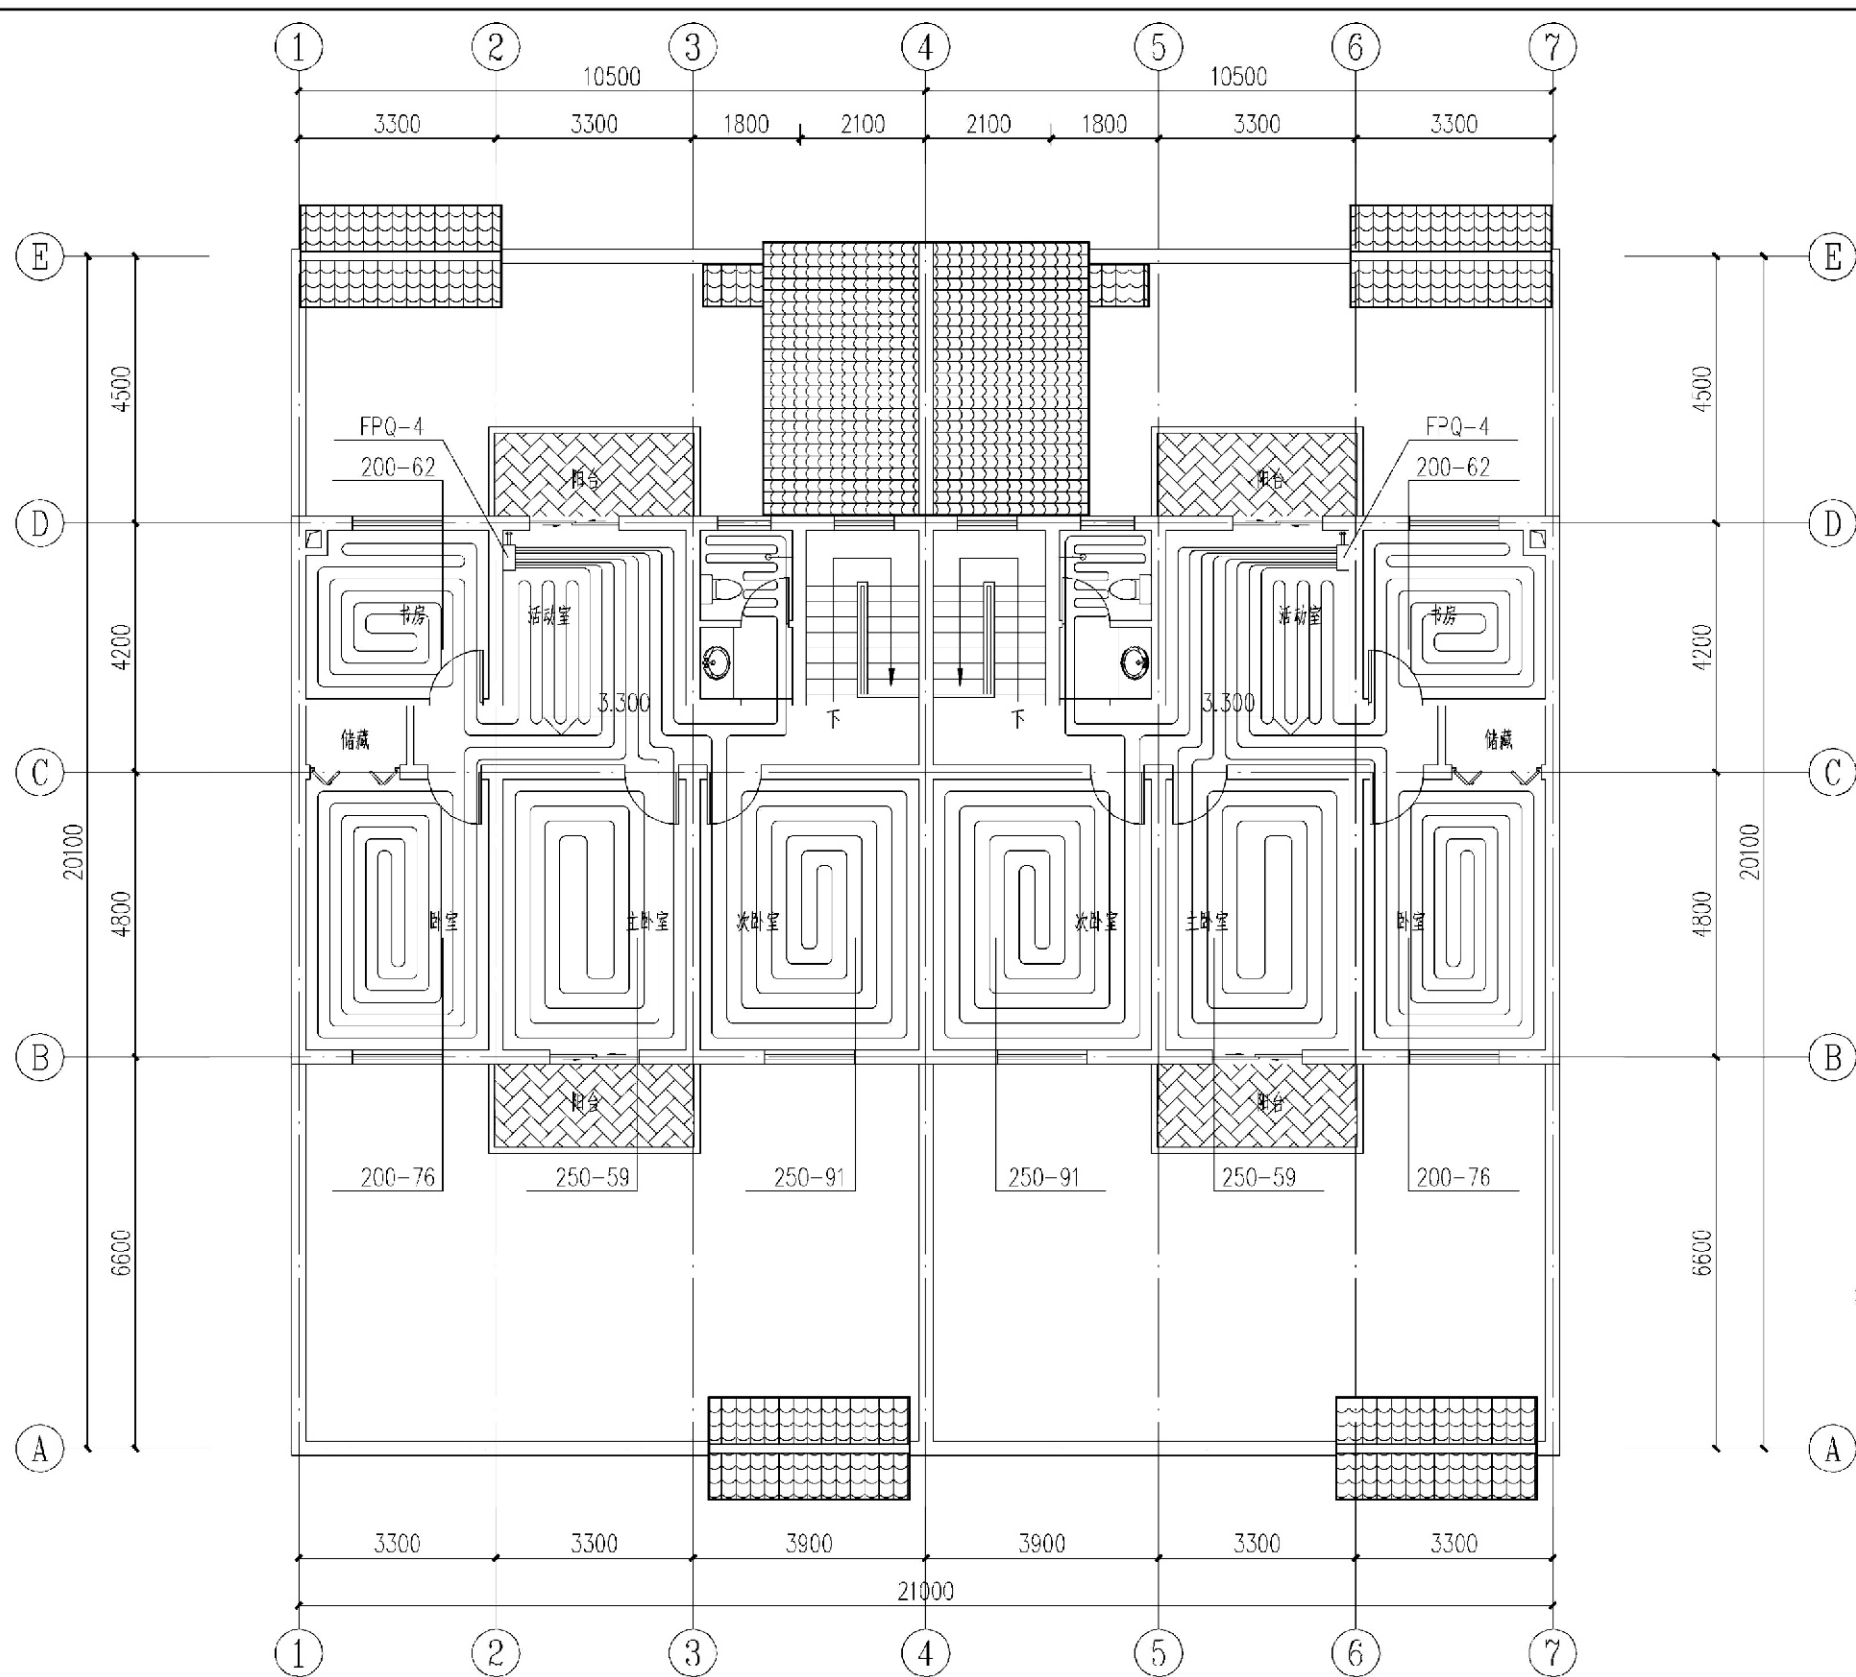 1 2 3 4 5 6 7
10500 10500
3300 3300 1800 2100 2100 1800 3300 3300
E E
4500 4500
FPQ-4 FPQ-4
200-62 200-62
阳台 阳台
D D
书房 活动室 活动室 书房
4200 4200
3.300 3.300
下 下
储藏 储藏
C C
20100 20100
4800 4800
卧室 主卧室 次卧室 次卧室 主卧室 卧室
B B
阳台 阳台
200-76 250-59 250-91 250-91 250-59 200-76
6600 6600
A A
3300 3300 3900 3900 3300 3300
21000
1 2 3 4 5 6 7